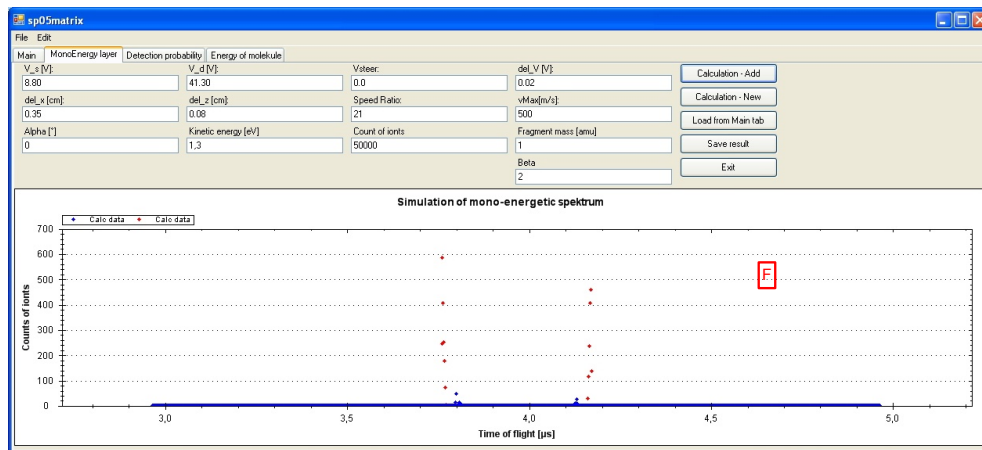 sp05matrix
File Edit
Main MonoEnergy layer Detection probability Energy of molekule
V_s [V]: V_d [V]: Vsteer: del_V [V]:
8.80 41.30 0.0 0.02
Calculation - Add
del_x [cm]: del_z [cm]: Speed Ratio: vMax[m/s]:
0.35 0.08 21 500
Calculation - New
Load from Main tab
Alpha [°] Kinetic energy [eV] Count of ionts Fragment mass [amu]
0 1,3 50000 1
Save result
Beta
2
Exit
Simulation of mono-energetic spektrum
Calc data Calc data
700
600
F
500
400
300
200
100
0
Counts of ionts
3,0 3,5 4,0 4,5 5,0
Time of flight [µs]